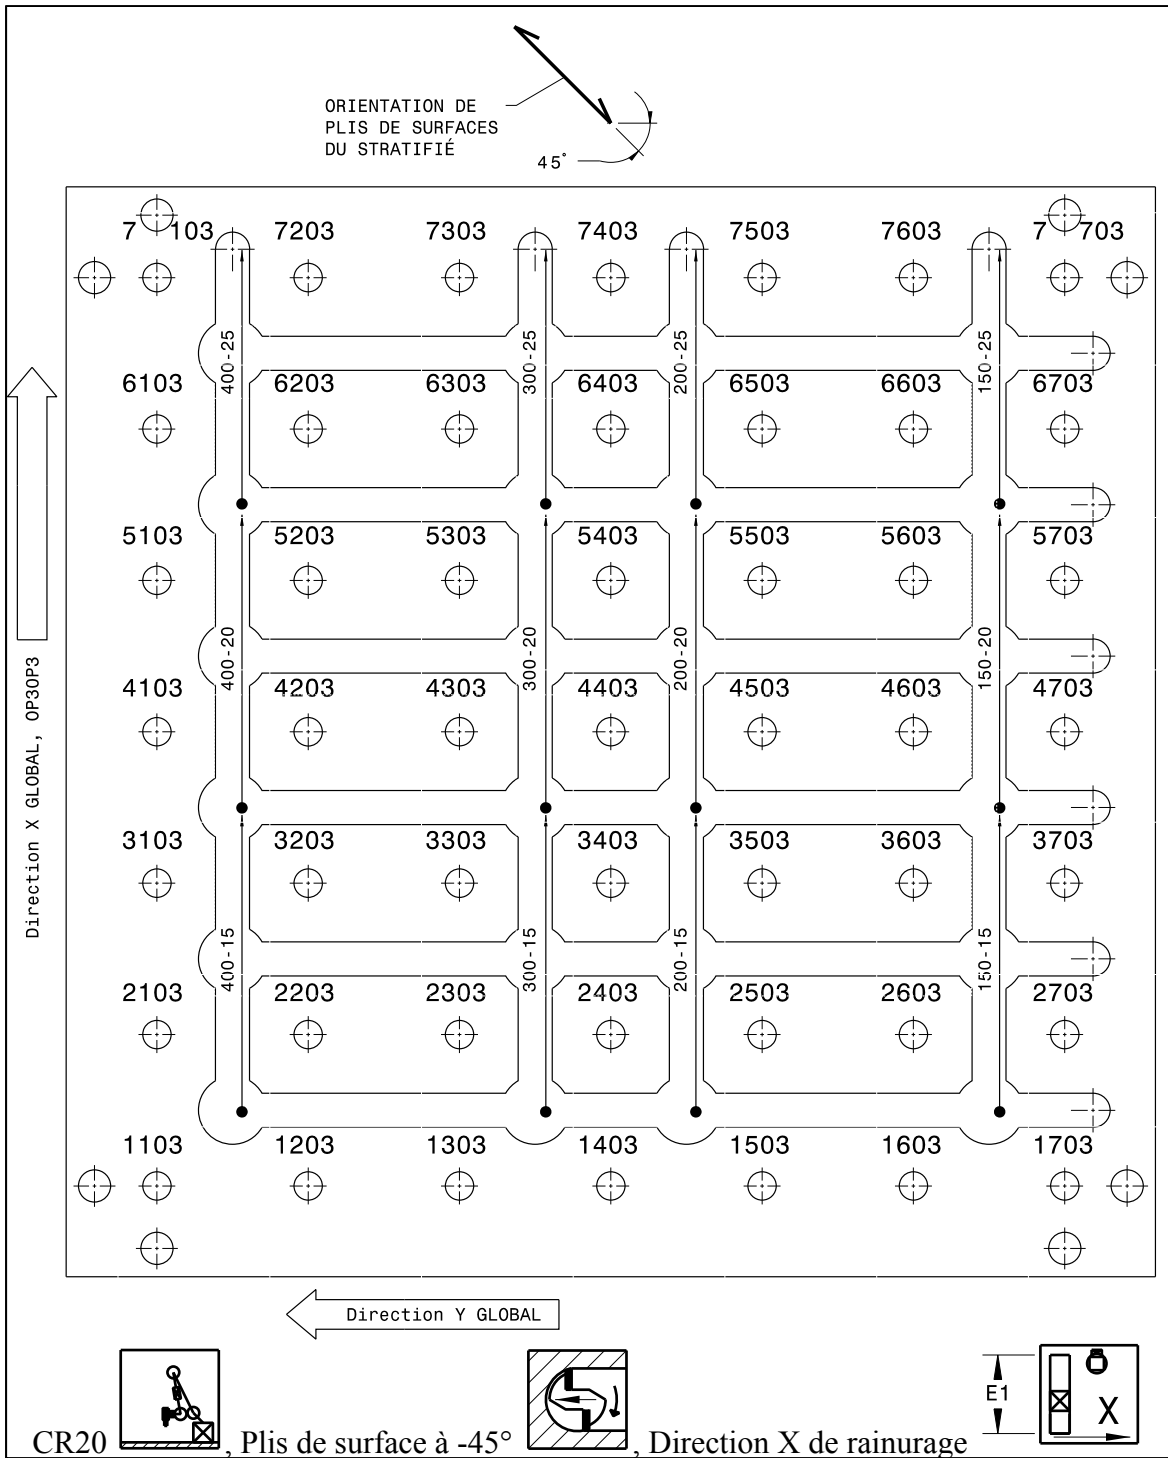 ORIENTATION DE
PLIS DE SURFACES
DU STRATIFIÉ
45°
7 103 7203 7303 7403 7503 7603 7 703
400-25 300-25 200-25 150-25
6103 6203 6303 6403 6503 6603 6703
5103 5203 5303 5403 5503 5603 5703
400-20 300-20 200-20 150-20
4103 4203 4303 4403 4503 4603 4703
3103 3203 3303 3403 3503 3603 3703
400-15 300-15 200-15 150-15
2103 2203 2303 2403 2503 2603 2703
1103 1203 1303 1403 1503 1603 1703
Direction X GLOBAL, OP30P3
Direction Y GLOBAL
E1
X
CR20 , Plis de surface à -45° , Direction X de rainurage